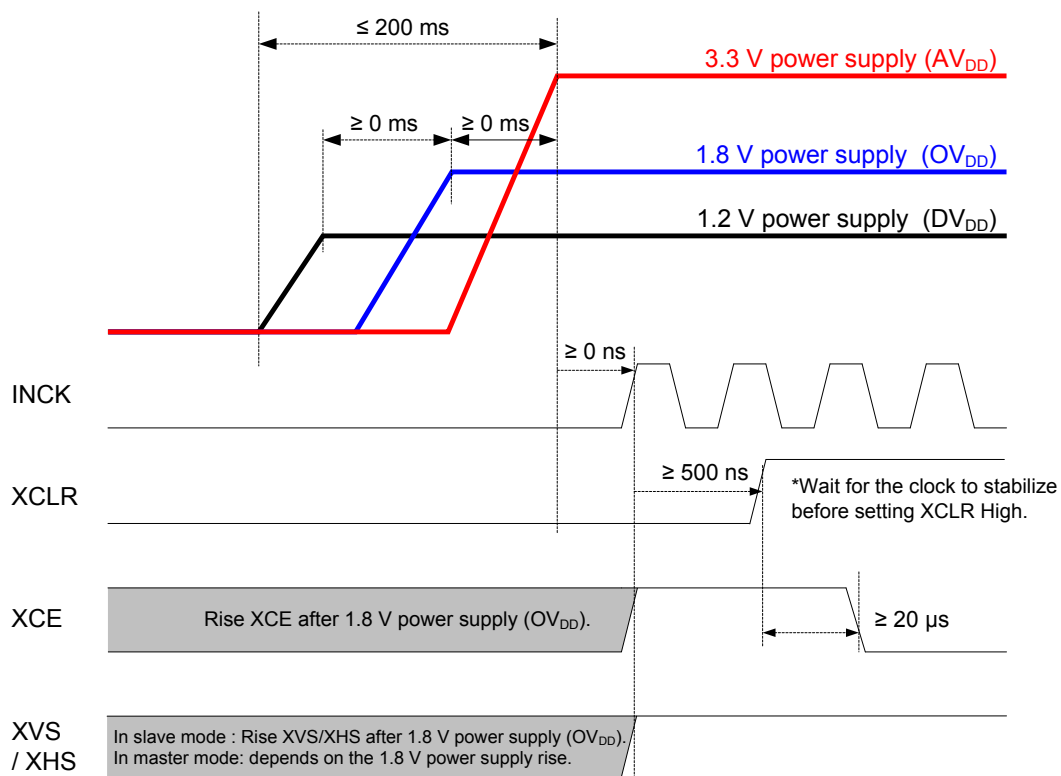 ≤ 200 ms
3.3 V power supply (AVDD)
≥ 0 ms
≥ 0 ms
1.8 V power supply (OVDD)
1.2 V power supply (DVDD)
≥ 0 ns
INCK
≥ 500 ns
XCLR
*Wait for the clock to stabilize
before setting XCLR High.
XCE
Rise XCE after 1.8 V power supply (OVDD).
≥ 20 µs
XVS
/ XHS
In slave mode : Rise XVS/XHS after 1.8 V power supply (OVDD).
In master mode: depends on the 1.8 V power supply rise.